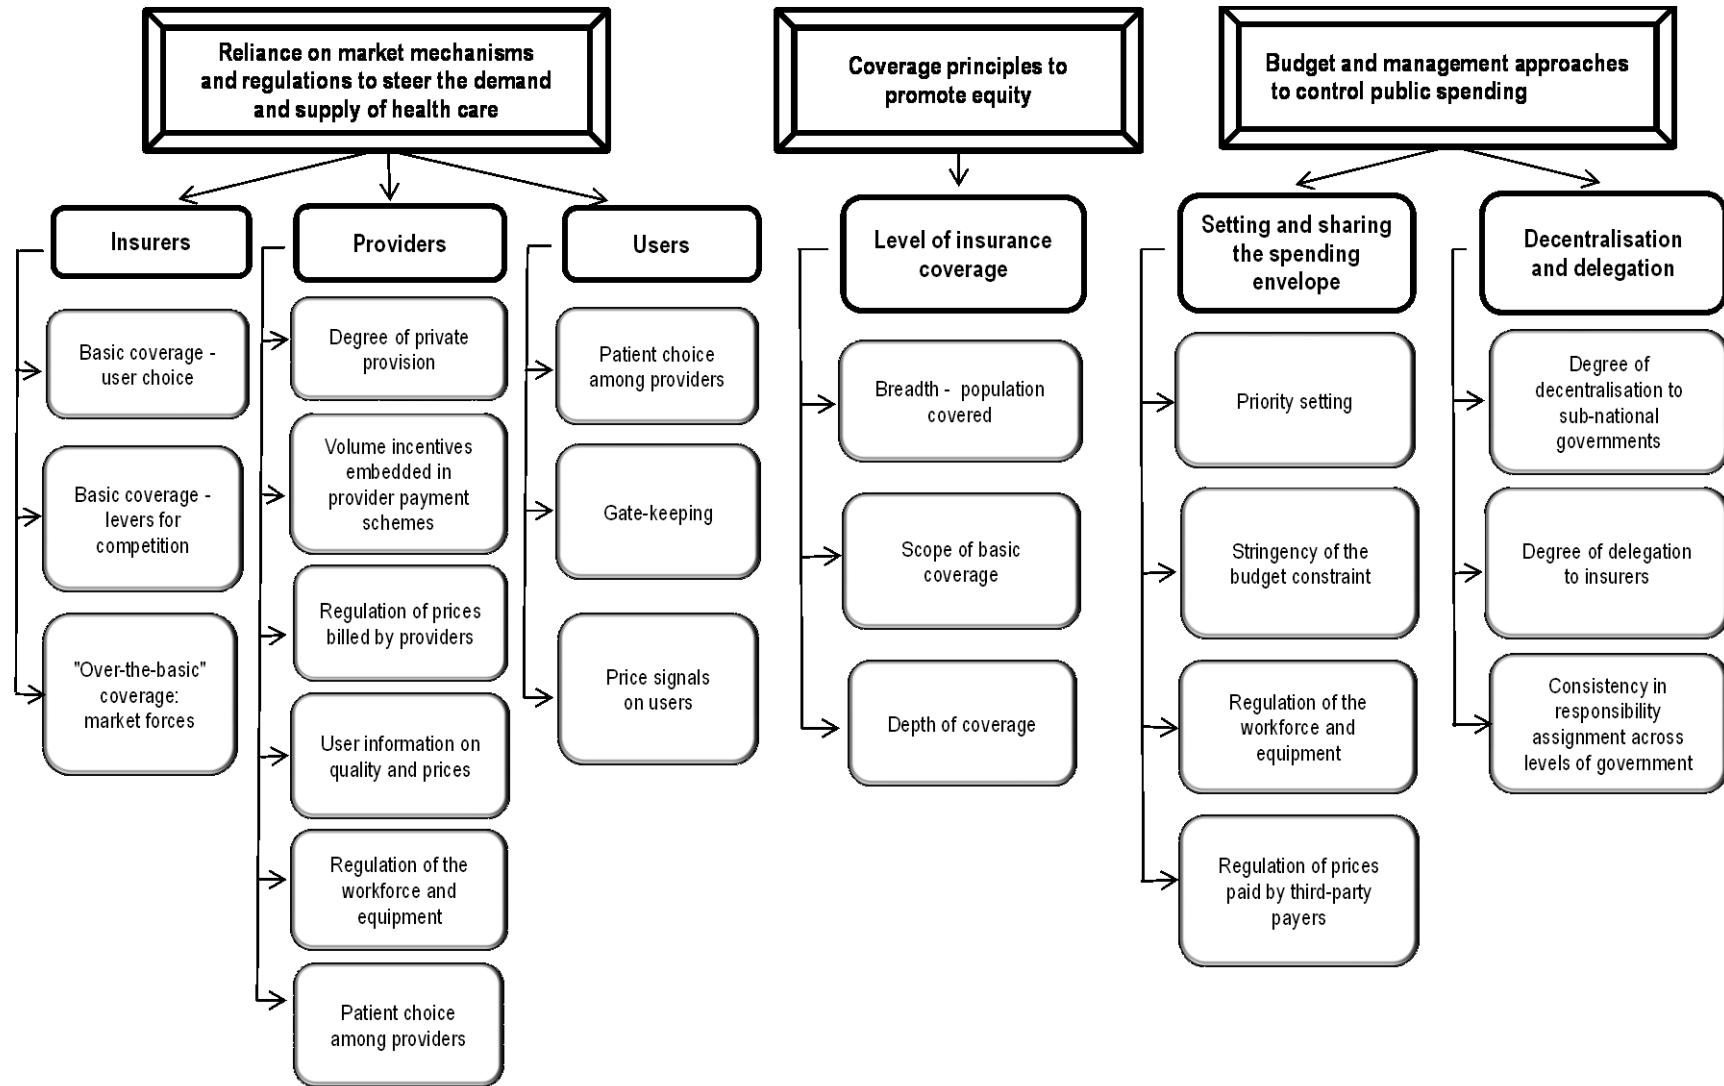 Reliance on market mechanisms
and regulations to steer the demand
and supply of health care
Coverage principles to
promote equity
Budget and management approaches
to control public spending
Insurers
Basic coverage -
user choice
Basic coverage -
levers for
competition
"Over-the-basic"
coverage:
market forces
Providers
Degree of private
provision
Volume incentives
embedded in
provider payment
schemes
Regulation of prices
billed by providers
User information on
quality and prices
Regulation of the
workforce and
equipment
Patient choice
among providers
Users
Patient choice
among providers
Gate-keeping
Price signals
on users
Level of insurance
coverage
Breadth - population
covered
Scope of basic
coverage
Depth of coverage
Setting and sharing
the spending
envelope
Priority setting
Stringency of the
budget constraint
Regulation of the
workforce and
equipment
Regulation of prices
paid by third-party
payers
Decentralisation
and delegation
Degree of
decentralisation to
sub-national
governments
Degree of delegation
to insurers
Consistency in
responsibility
assignment across
levels of government